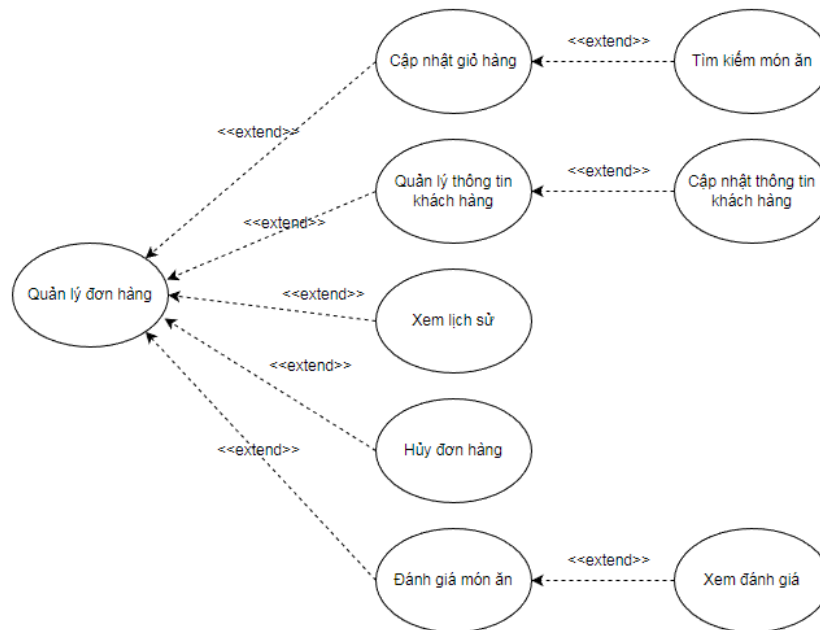 Cập nhật giỏ hàng
<<extend>>
Tìm kiếm món ăn
<<extend>>
Quản lý thông tin
khách hàng
<<extend>>
Cập nhật thông tin
khách hàng
<<extend>>
Quản lý đơn hàng
<<extend>>
Xem lịch sử
<<extend>>
Hủy đơn hàng
<<extend>>
Đánh giá món ăn
<<extend>>
Xem đánh giá